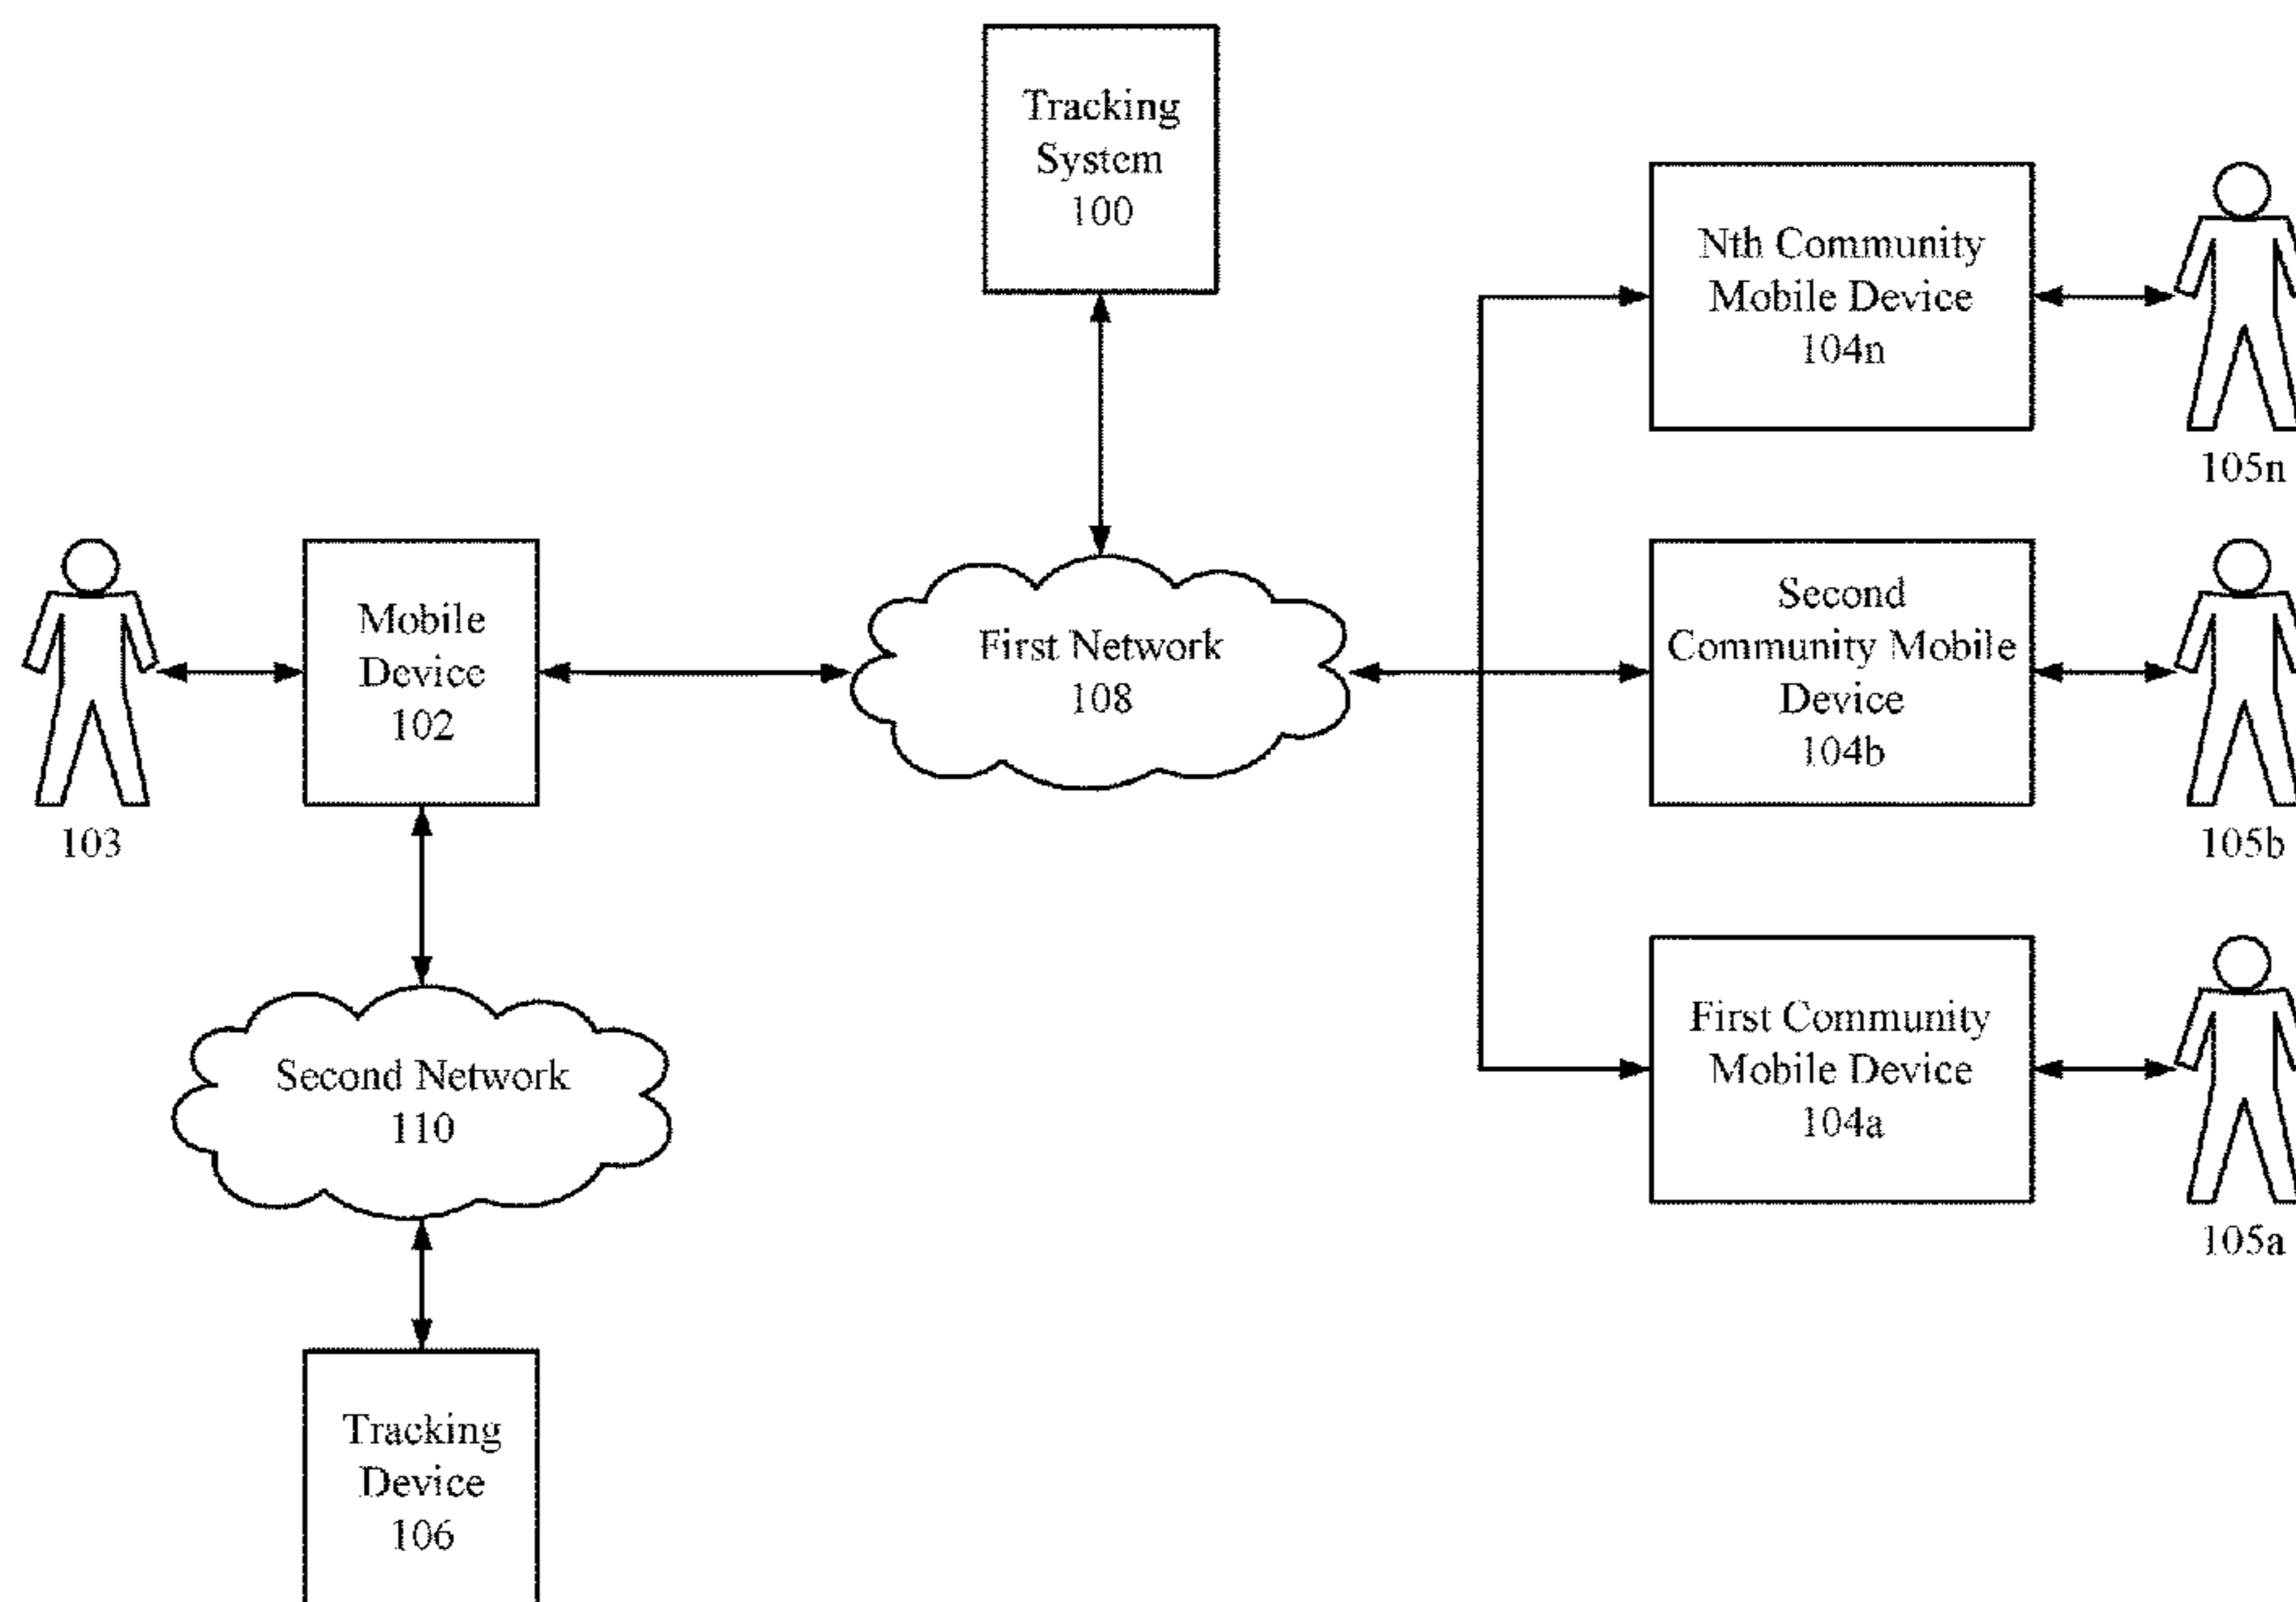 Tracking
System
100
Nth Community
Mobile Device
104n
105n
Mobile
Device
102
103
First Network
108
Second
Community Mobile
Device
104b
105b
Second Network
110
First Community
Mobile Device
104a
105a
Tracking
Device
106